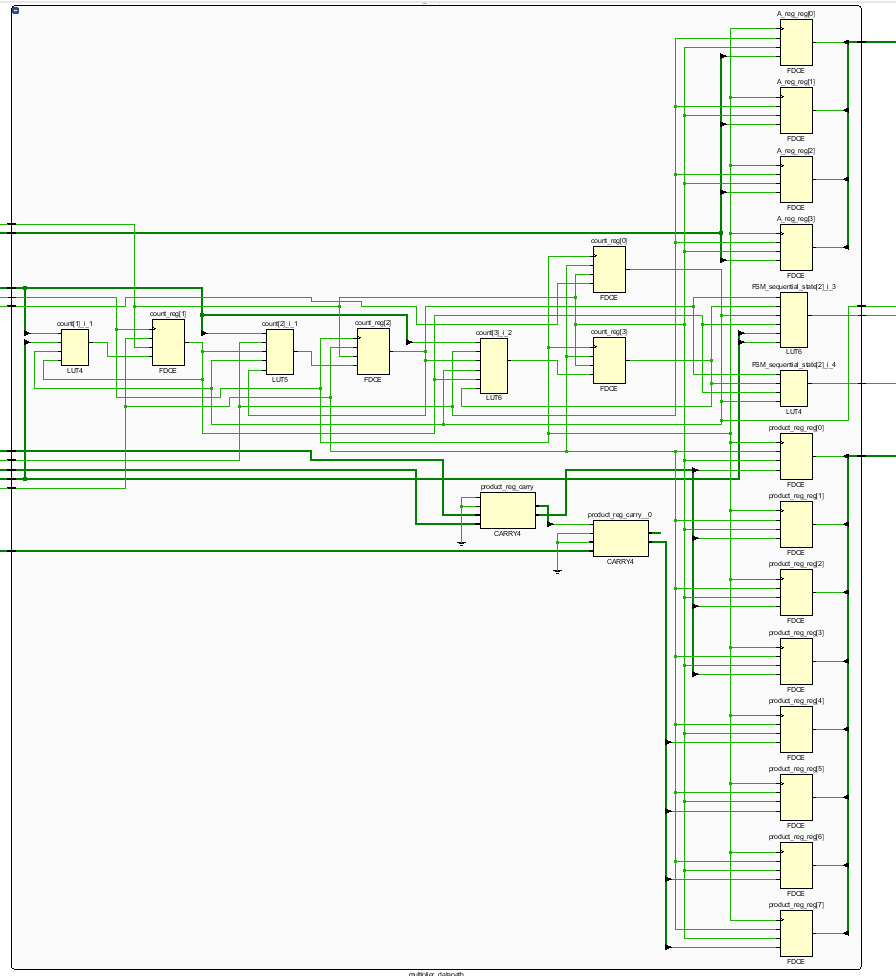 A_reg_reg[0]
FDCE
A_reg_reg[1]
FDCE
A_reg_reg[2]
FDCE
A_reg_reg[3]
FDCE
count_reg[0]
FDCE
FSM_sequential_state[2]_i_3
LUT6
count[1]_i_1
LUT4
count_reg[1]
FDCE
count[2]_i_1
LUT5
count_reg[2]
FDCE
count[3]_i_2
LUT6
count_reg[3]
FDCE
FSM_sequential_state[2]_i_4
LUT4
product_reg_reg[0]
FDCE
product_reg_carry
CARRY4
product_reg_carry__0
CARRY4
product_reg_reg[1]
FDCE
product_reg_reg[2]
FDCE
product_reg_reg[3]
FDCE
product_reg_reg[4]
FDCE
product_reg_reg[5]
FDCE
product_reg_reg[6]
FDCE
product_reg_reg[7]
FDCE
multiplier_datapath